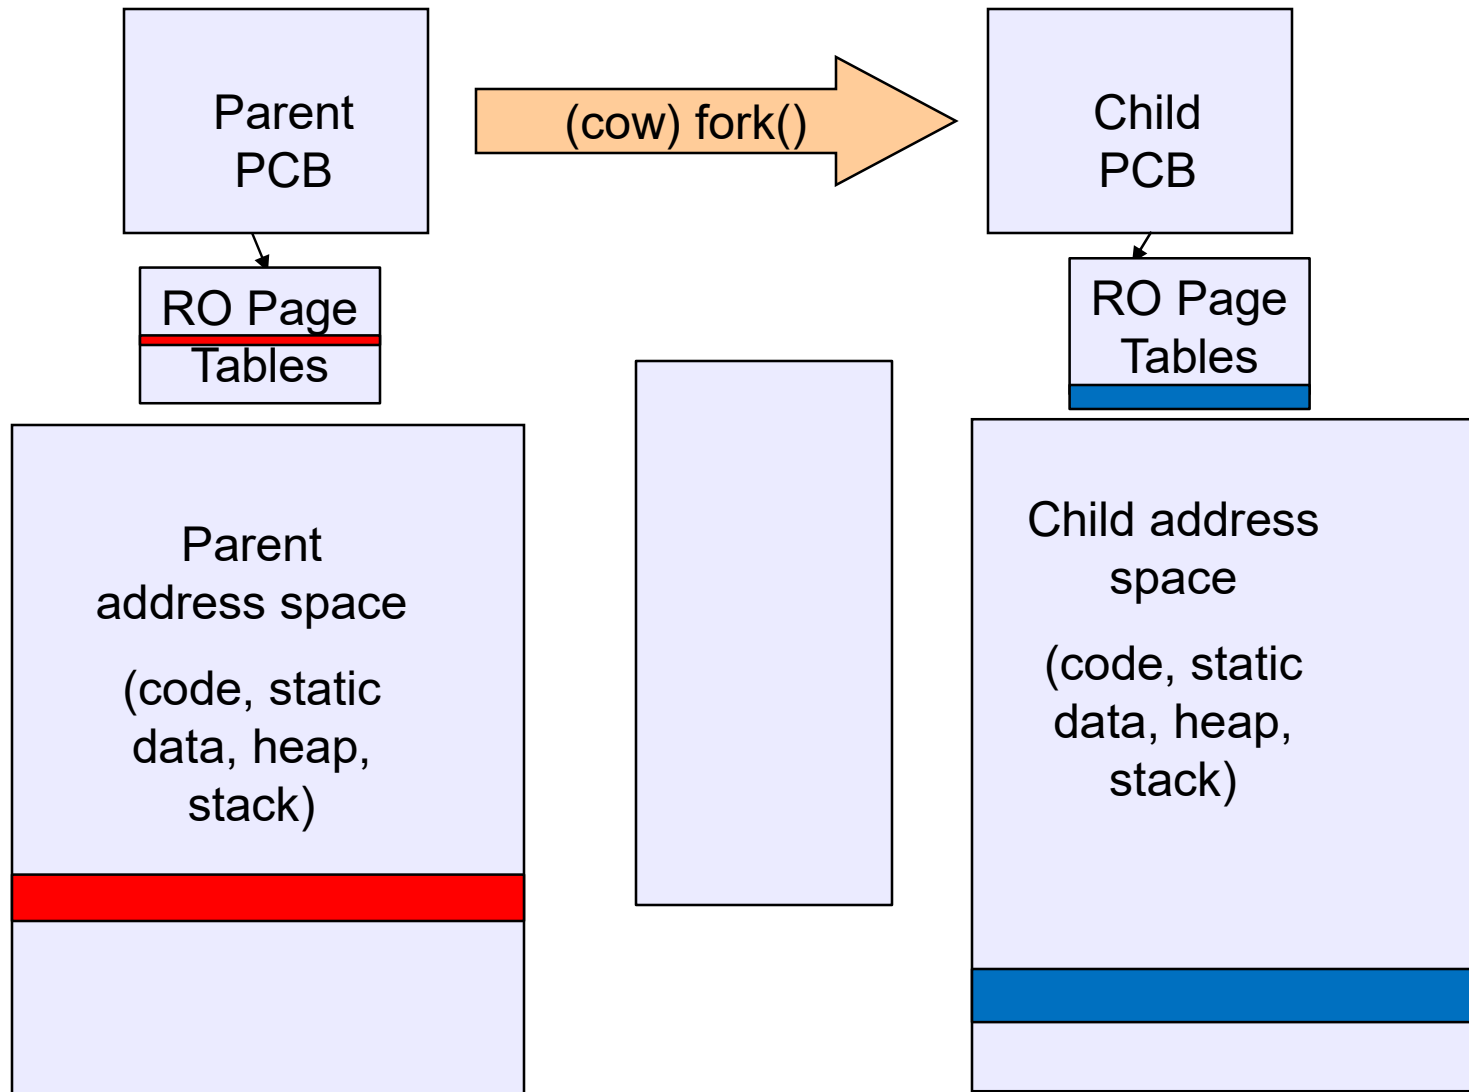 Parent
PCB
(cow) fork()
Child
PCB
RO Page
Tables
RO Page
Tables
Parent
address space
(code, static
data, heap,
stack)
Child address
space
(code, static
data, heap,
stack)